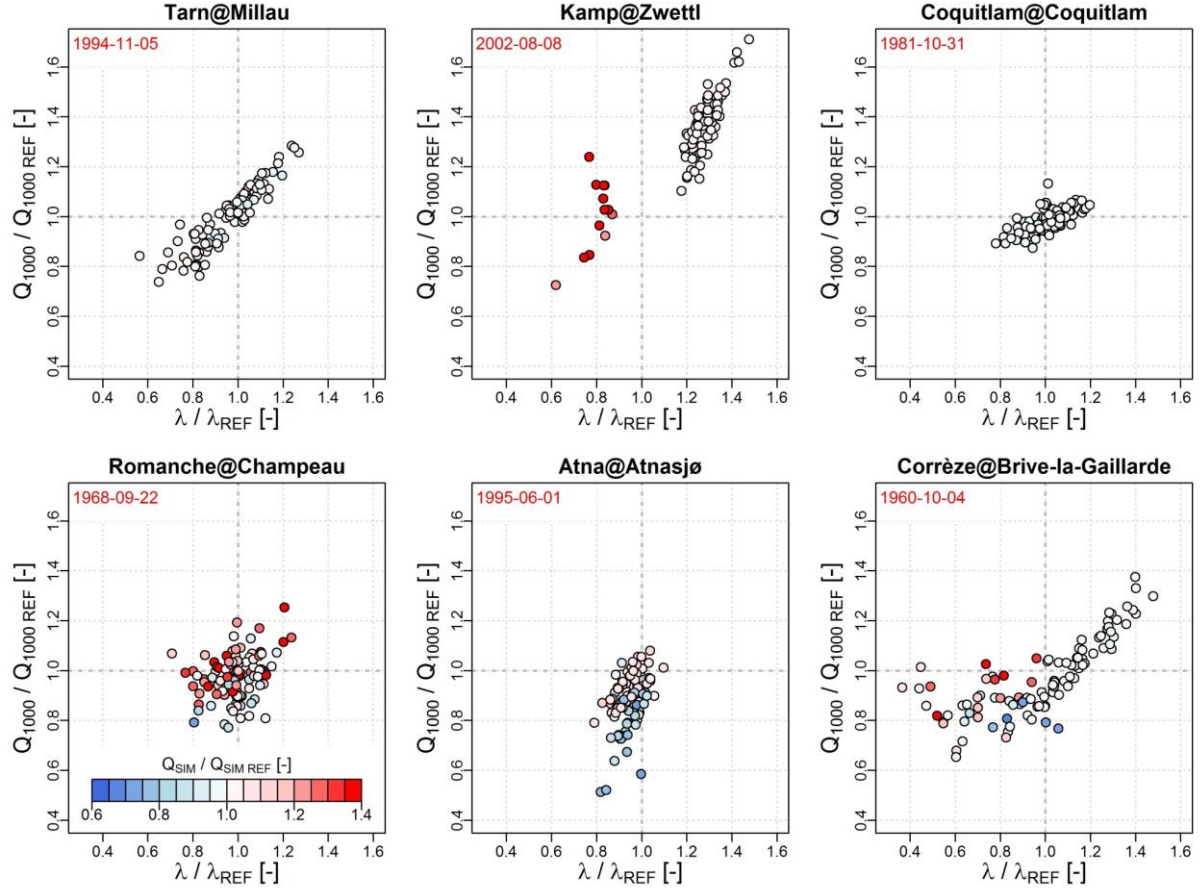 Tarn@Millau
1994-11-05
Q1000 / Q1000 REF [-]
1.6
1.4
1.2
1.0
0.8
0.6
0.4
0.4 0.6 0.8 1.0 1.2 1.4 1.6
λ / λREF [-]
Kamp@Zwettl
2002-08-08
Q1000 / Q1000 REF [-]
1.6
1.4
1.2
1.0
0.8
0.6
0.4
0.4 0.6 0.8 1.0 1.2 1.4 1.6
λ / λREF [-]
Coquitlam@Coquitlam
1981-10-31
Q1000 / Q1000 REF [-]
1.6
1.4
1.2
1.0
0.8
0.6
0.4
0.4 0.6 0.8 1.0 1.2 1.4 1.6
λ / λREF [-]
Romanche@Champeau
1968-09-22
Q1000 / Q1000 REF [-]
1.6
1.4
1.2
1.0
0.8
0.6
0.4
QSIM / QSIM REF [-]
0.6 0.8 1.0 1.2 1.4
0.4 0.6 0.8 1.0 1.2 1.4 1.6
λ / λREF [-]
Atna@Atnasjø
1995-06-01
Q1000 / Q1000 REF [-]
1.6
1.4
1.2
1.0
0.8
0.6
0.4
0.4 0.6 0.8 1.0 1.2 1.4 1.6
λ / λREF [-]
Corrèze@Brive-la-Gaillarde
1960-10-04
Q1000 / Q1000 REF [-]
1.6
1.4
1.2
1.0
0.8
0.6
0.4
0.4 0.6 0.8 1.0 1.2 1.4 1.6
λ / λREF [-]